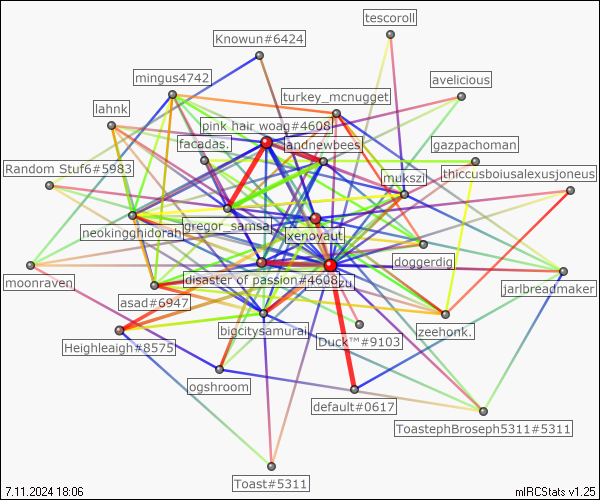 tescoroll
Knowun#6424
mingus4742
avelicious
turkey_mcnugget
lahnk
pink hair woag#4608
facadas.
landnewbees
gazpachoman
Random Stuf6#5983
mukszi
thiccusboiusalexusjoneus
gregor_samsa
neokingghidorah
xenovaut
doggerdig
moonraven
disaster of passion#4608
zu
jarlbreadmaker
asad#6947
bigcitysamurai
zeehonk.
Heighleaigh#8575
Duck™#9103
ogshroom
default#0617
ToastephBroseph5311#5311
Toast#5311
7.11.2024 18:06
mIRCStats v1.25